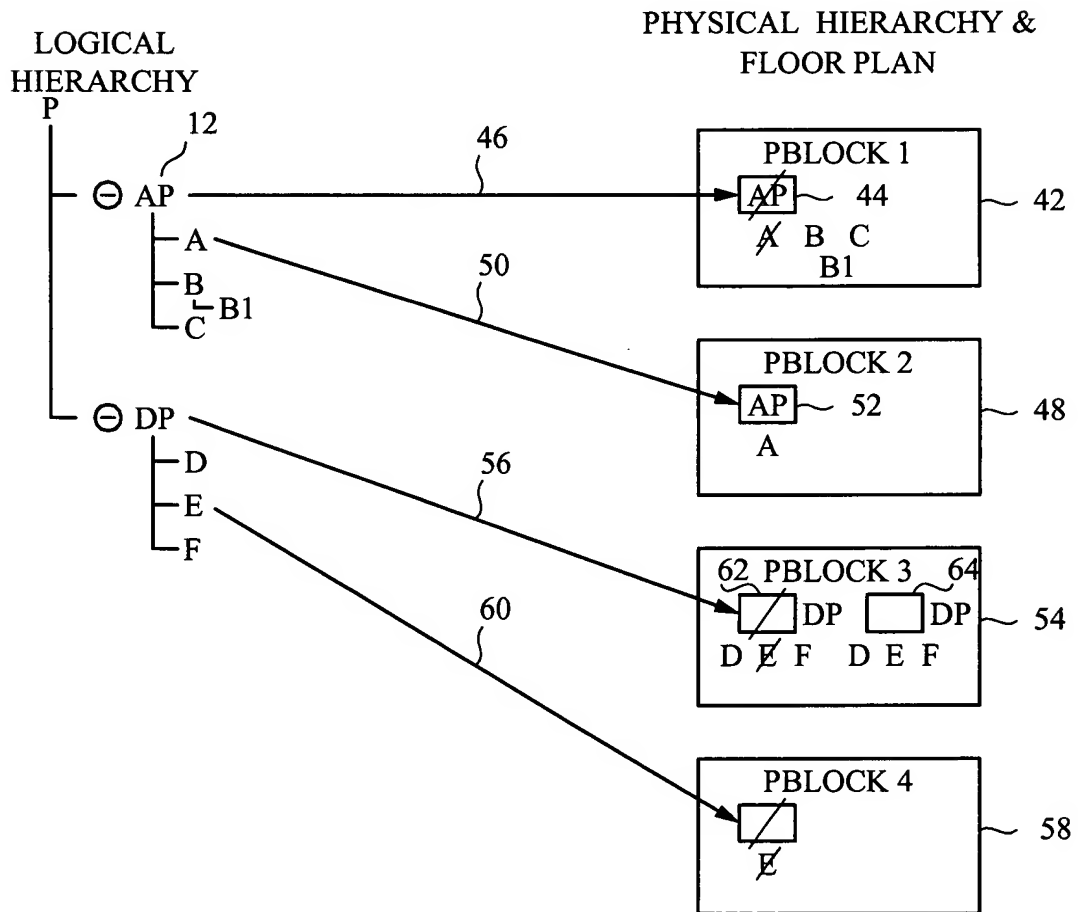 LOGICAL
HIERARCHY
PHYSICAL HIERARCHY &
FLOOR PLAN
P
12
46
PBLOCK 1
AP
AP
44
42
A
A B C
B1
50
B
B1
C
PBLOCK 2
AP
52
48
A
DP
56
D
E
F
PBLOCK 3
62
64
DP
DP
54
D E F
D E F
60
PBLOCK 4
58
E